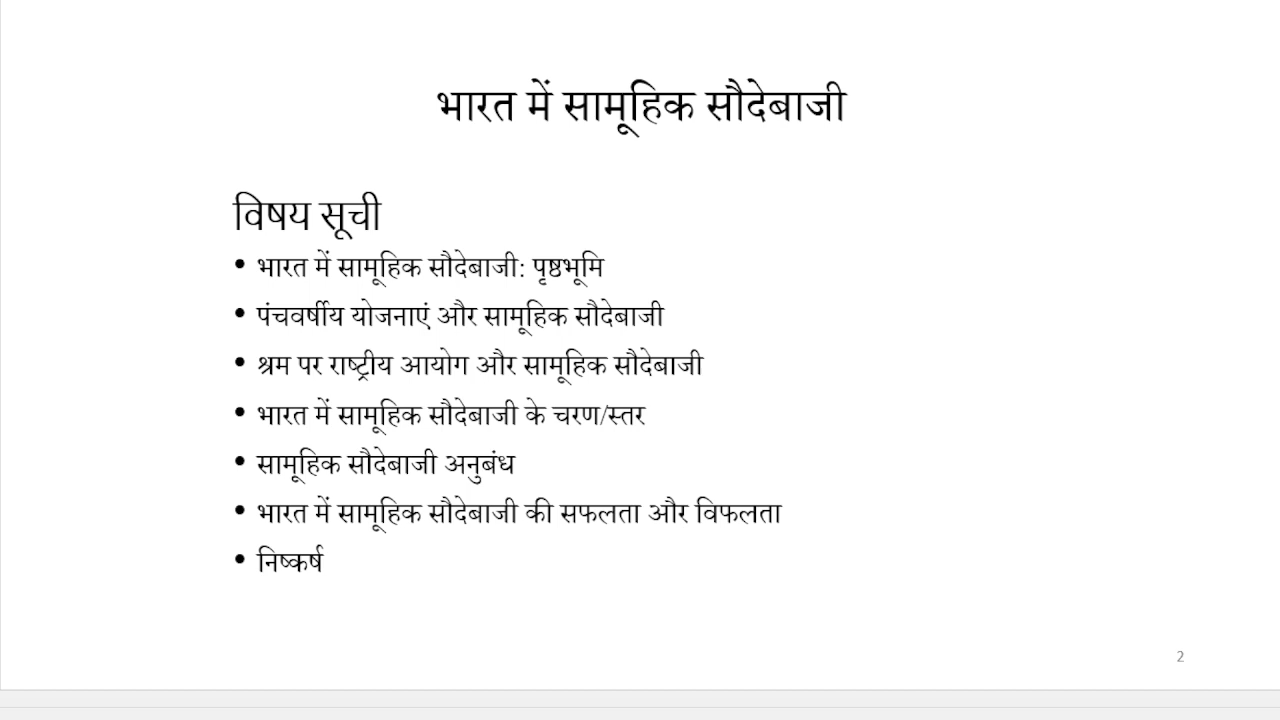 भारत में सामूहिक सौदेबाजी
विषय सूची
• भारत में सामूहिक सौदेबाजी: पृष्ठभूमि
• पंचवर्षीय योजनाएं और सामूहिक सौदेबाजी
• श्रम पर राष्ट्रीय आयोग और सामूहिक सौदेबाजी
• भारत में सामूहिक सौदेबाजी के चरण/स्तर
• सामूहिक सौदेबाजी अनुबंध
• भारत में सामूहिक सौदेबाजी की सफलता और विफलता
• निष्कर्ष
2